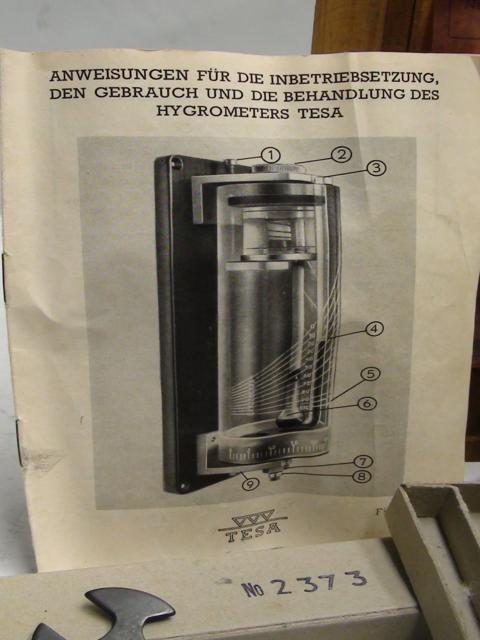 ANWEISUNGEN FÜR DIE INBETRIEBSETZUNG,
DEN GEBRAUCH UND DIE BEHANDLUNG DES
HYGROMETERS TESA
1
2
3
4
5
6
7
8
9
TESA
No 2373